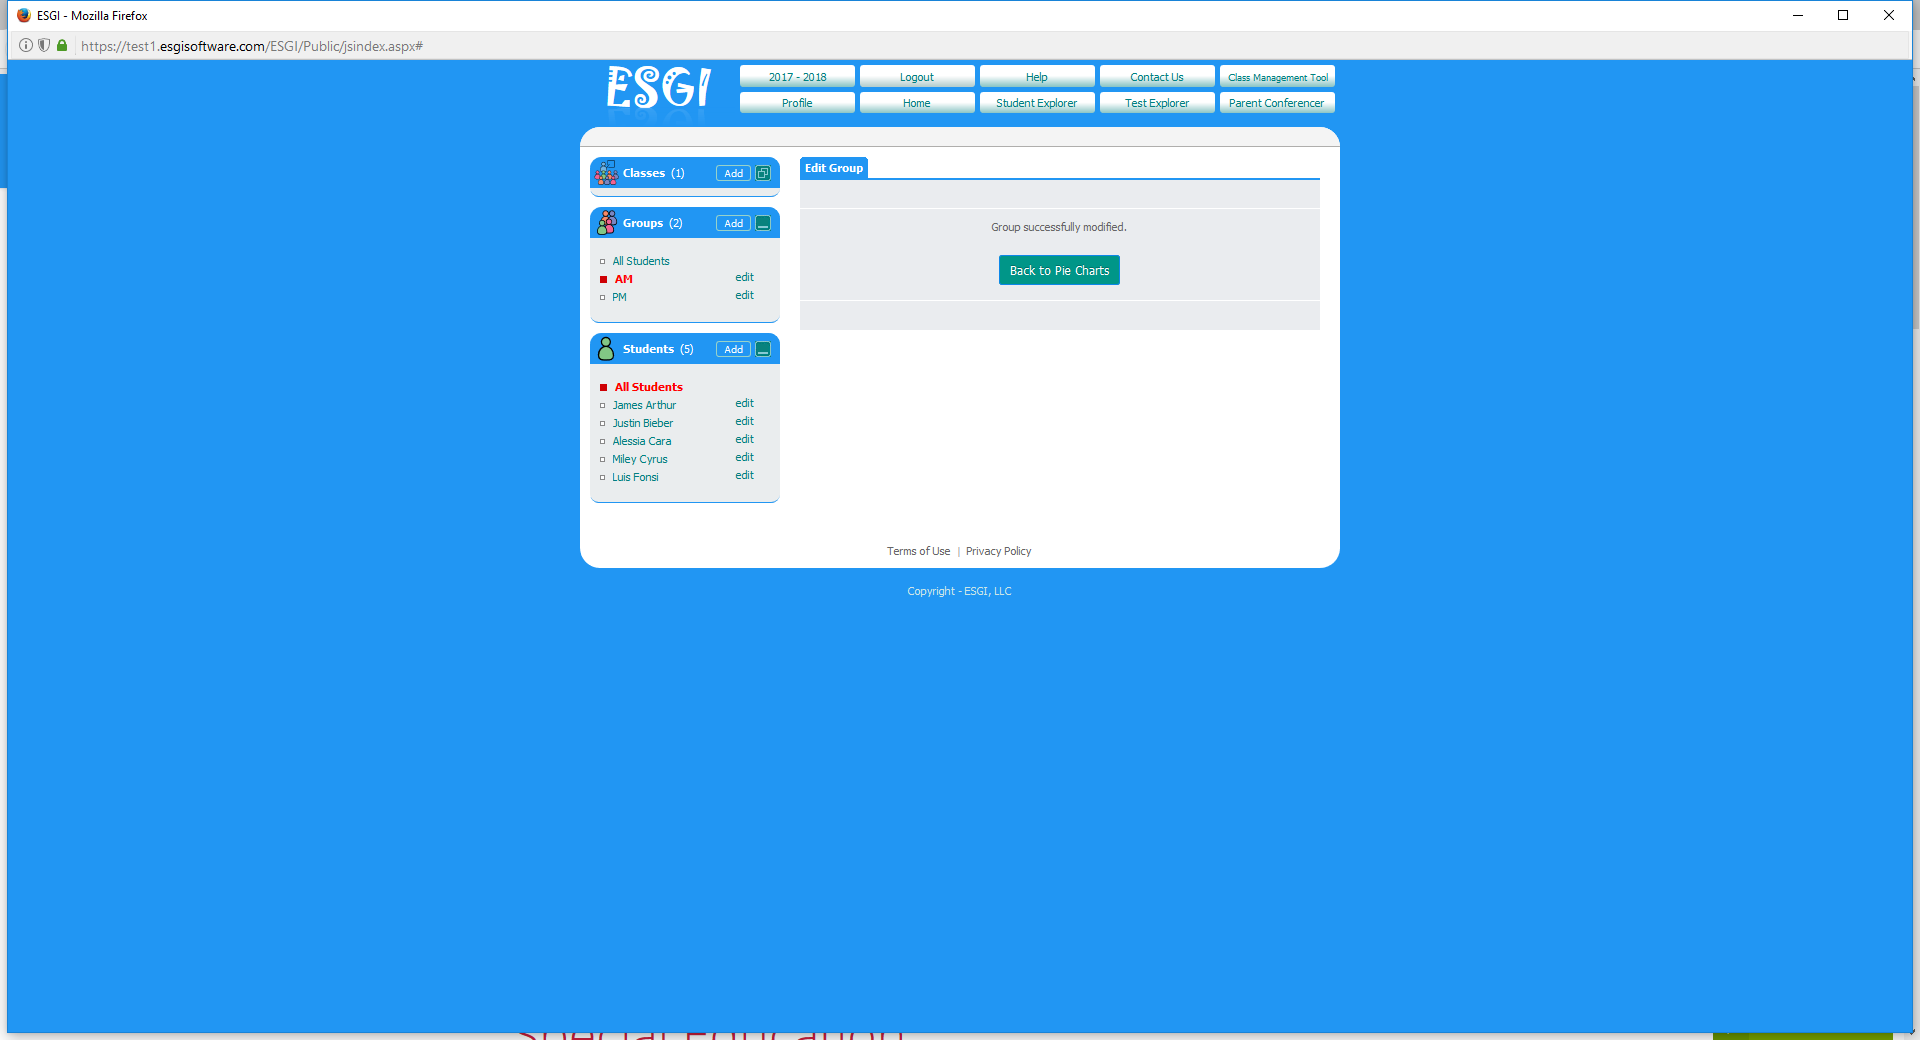 ESGI - Mozilla Firefox
https://test1.esgisoftware.com/ESGI/Public/jsindex.aspx#
ESGI
2017 - 2018
Logout
Help
Contact Us
Class Management Tool
Profile
Home
Student Explorer
Test Explorer
Parent Conferencer
Classes (1) Add
Groups (2) Add
All Students
AM edit
PM edit
Students (5) Add
All Students
James Arthur edit
Justin Bieber edit
Alessia Cara edit
Miley Cyrus edit
Luis Fonsi edit
Edit Group
Group successfully modified.
Back to Pie Charts
Terms of Use | Privacy Policy
Copyright - ESGI, LLC
Special Education